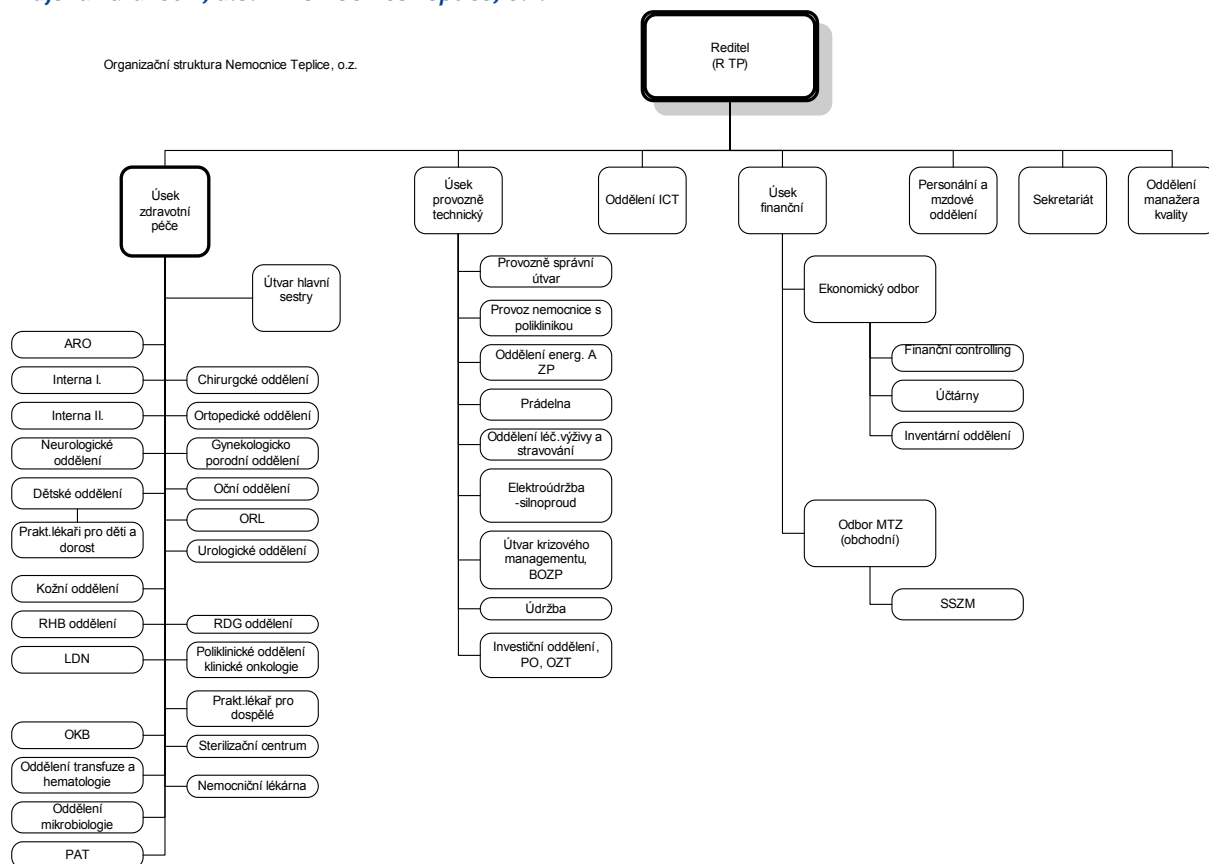 Organizační struktura Nemocnice Teplice, o.z.
Reditel
(R TP)
Úsek
zdravotní
péče
Úsek
provozně
technický
Oddělení ICT
Úsek
finanční
Personální a
mzdové
oddělení
Sekretariát
Oddělení
manažera
kvality
Útvar hlavní
sestry
ARO
Interna I.
Chirurgcké oddělení
Interna II.
Ortopedické oddělení
Neurologické
oddělení
Gynekologicko
porodní oddělení
Dětské oddělení
Oční oddělení
ORL
Prakt.lékaři pro děti a
dorost
Urologické oddělení
Kožní oddělení
RHB oddělení
RDG oddělení
LDN
Poliklinické oddělení
klinické onkologie
Prakt.lékař pro
dospělé
OKB
Sterilizační centrum
Oddělení transfuze a
hematologie
Nemocniční lékárna
Oddělení
mikrobiologie
PAT
Provozně správní
útvar
Provoz nemocnice s
poliklinikou
Oddělení energ. A
ZP
Prádelna
Oddělení léč.výživy a
stravování
Elektroúdržba
-silnoproud
Útvar krizového
managementu,
BOZP
Údržba
Investiční oddělení,
PO, OZT
Ekonomický odbor
Finanční controlling
Účtárny
Inventární oddělení
Odbor MTZ
(obchodní)
SSZM